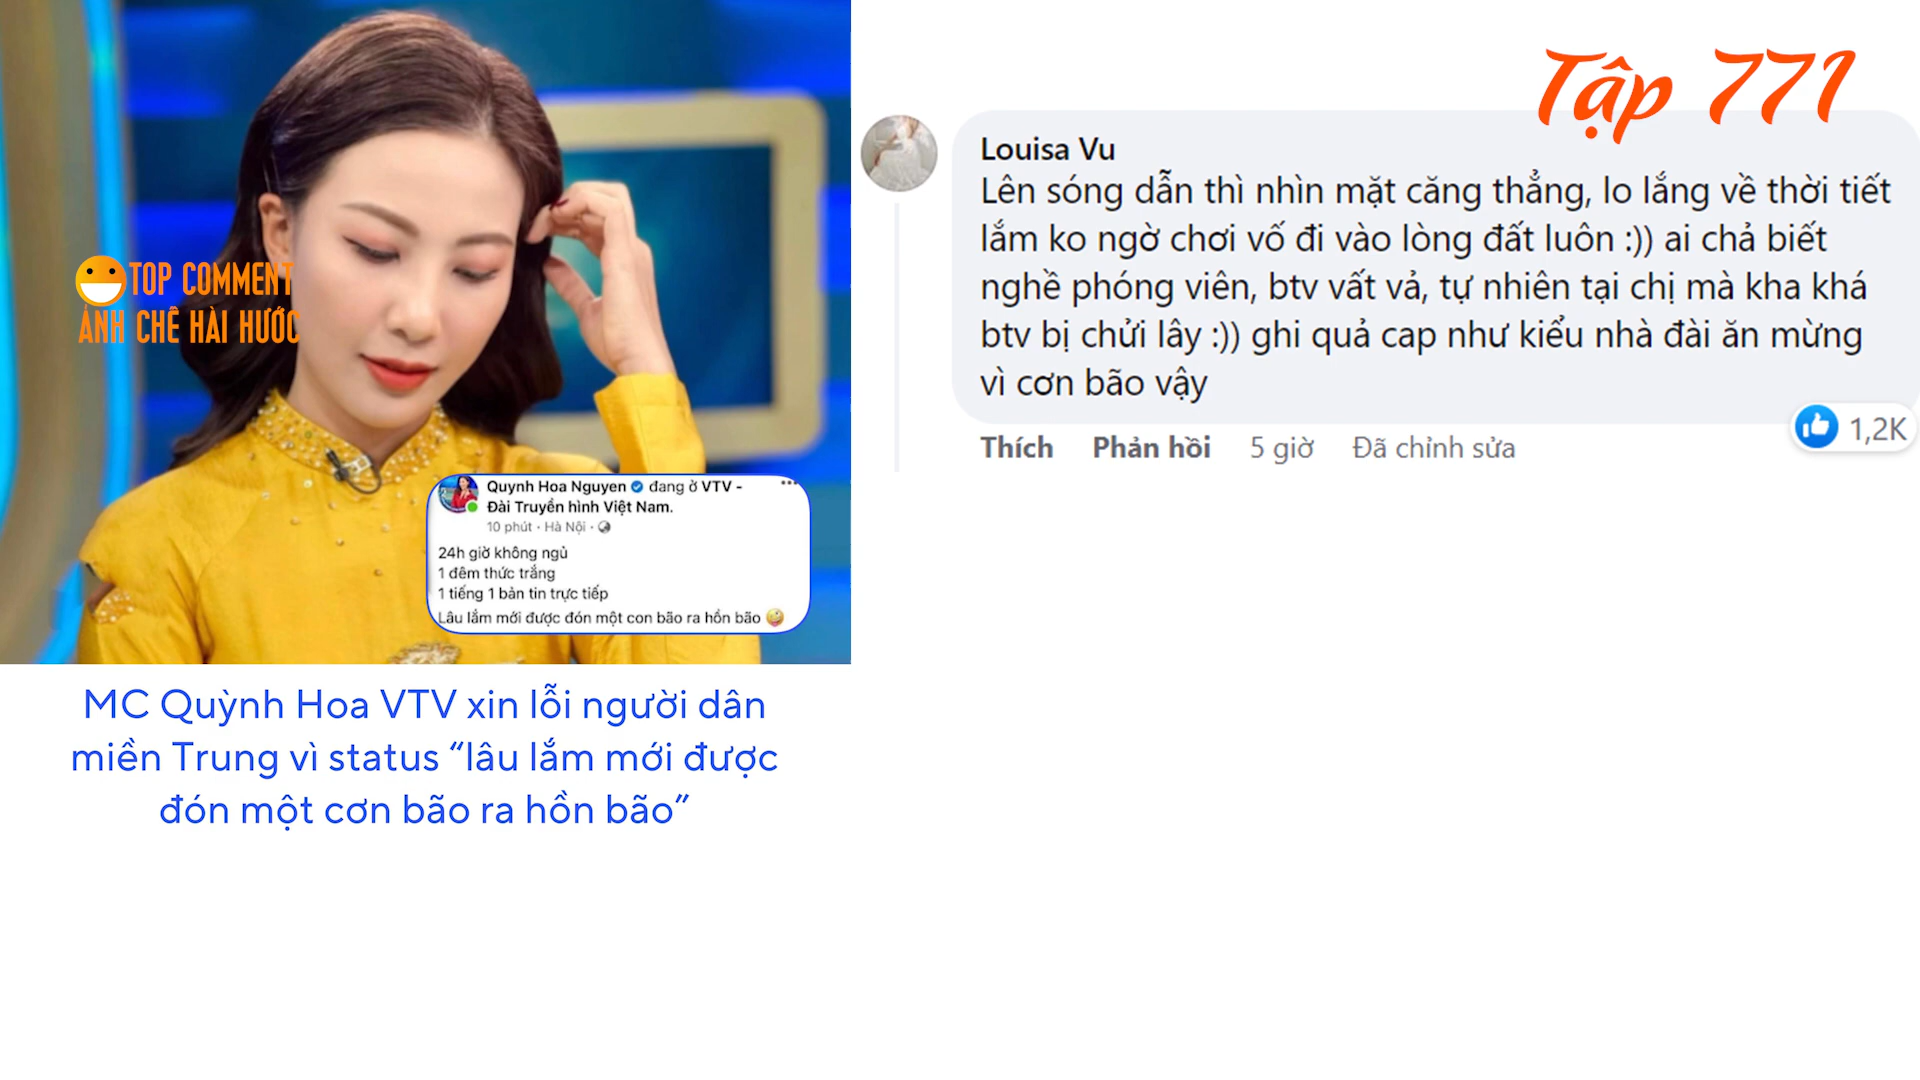 Tập 771
TOP COMMENT
ẢNH CHẾ HÀI HƯỚC
Quynh Hoa Nguyen đang ở VTV -
Đài Truyền hình Việt Nam.
10 phút · Hà Nội ·
24h giờ không ngủ
1 đêm thức trắng
1 tiếng 1 bản tin trực tiếp
Lâu lắm mới được đón một con bão ra hồn bão
MC Quỳnh Hoa VTV xin lỗi người dân
miền Trung vì status “lâu lắm mới được
đón một cơn bão ra hồn bão”
Louisa Vu
Lên sóng dẫn thì nhìn mặt căng thẳng, lo lắng về thời tiết
lắm ko ngờ chơi vố đi vào lòng đất luôn :)) ai chả biết
nghề phóng viên, btv vất vả, tự nhiên tại chị mà kha khá
btv bị chửi lây :)) ghi quả cap như kiểu nhà đài ăn mừng
vì cơn bão vậy
Thích Phản hồi 5 giờ Đã chỉnh sửa
1,2K